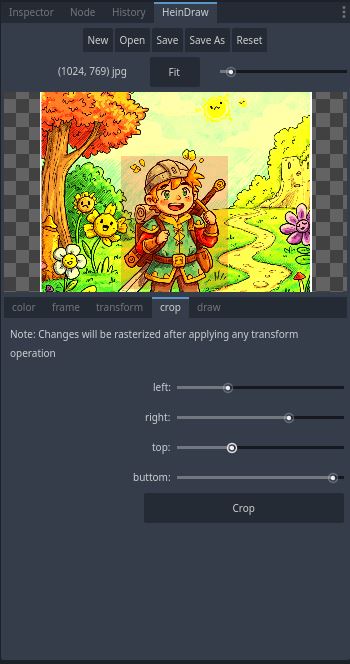 Inspector Node History HeinDraw
New Open Save Save As Reset
(1024, 769) jpg Fit
color frame transform crop draw
Note: Changes will be rasterized after applying any transform
operation
left:
right:
top:
buttom:
Crop